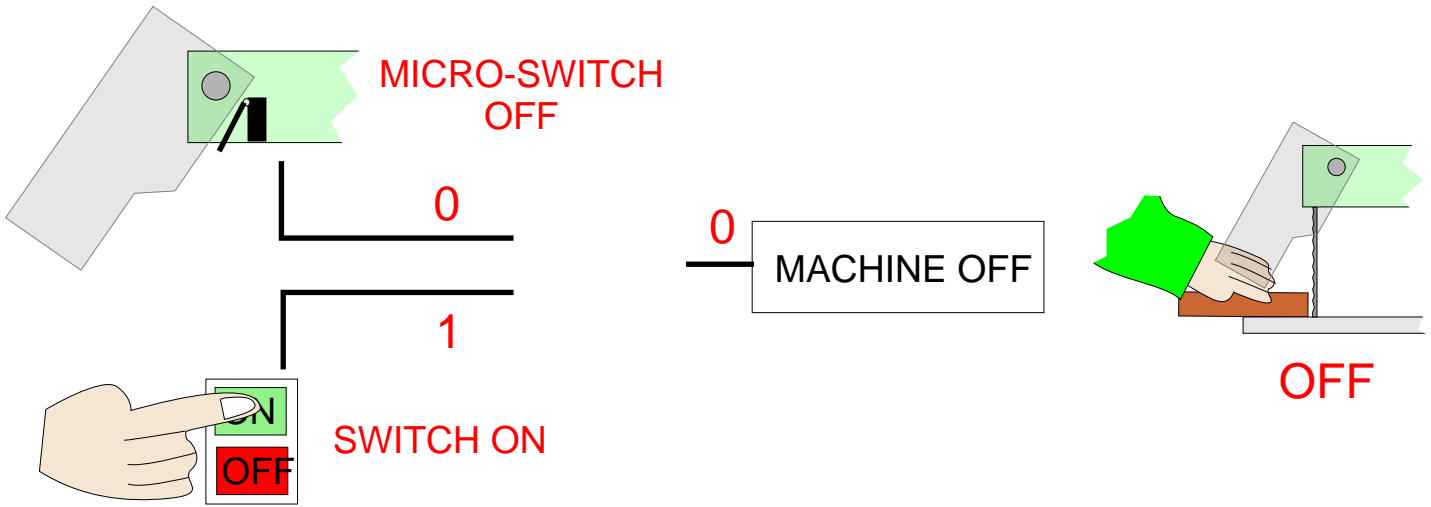 MICRO-SWITCH
OFF
0
0
MACHINE OFF
1
OFF
ON
OFF
SWITCH ON